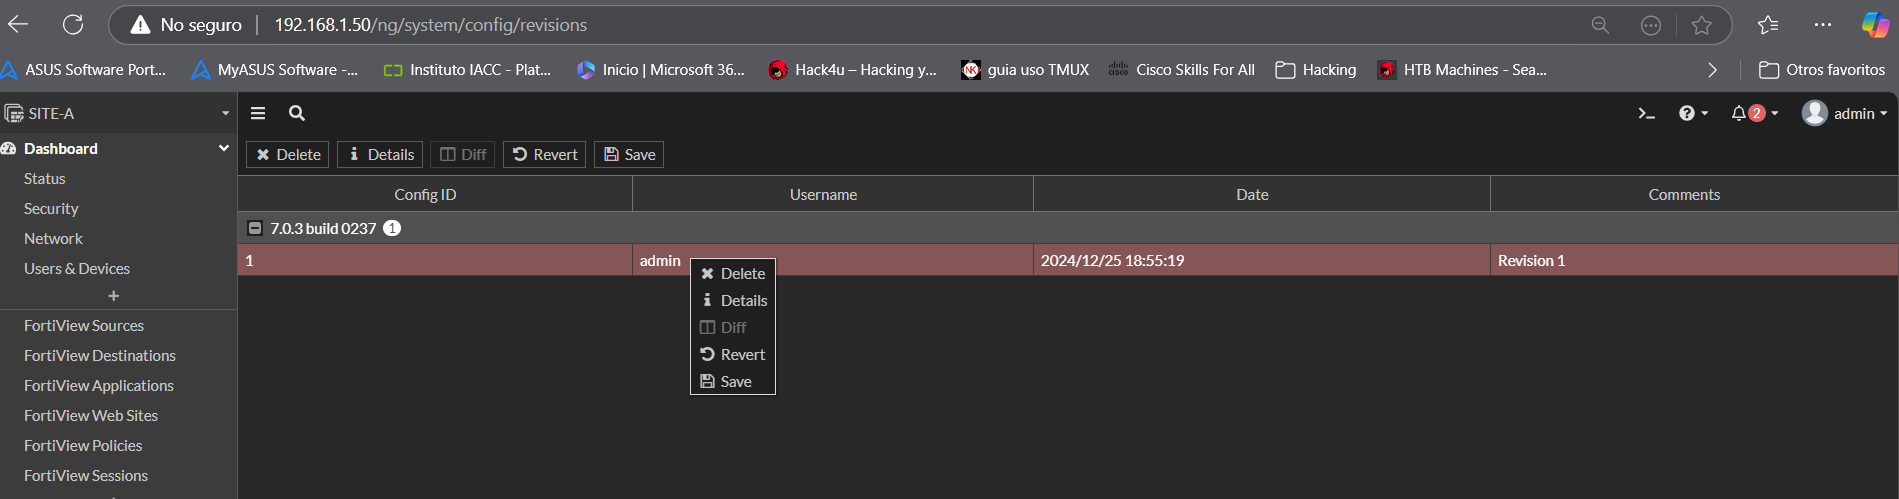 No seguro 192.168.1.50/ng/system/config/revisions
ASUS Software Port... MyASUS Software -... Instituto IACC - Plat... Inicio | Microsoft 36... Hack4u – Hacking y... NK guia uso TMUX cisco Cisco Skills For All Hacking HTB Machines - Sea... Otros favoritos
SITE-A 2 admin
Dashboard
Status
Security
Network
Users & Devices
+
FortiView Sources
FortiView Destinations
FortiView Applications
FortiView Web Sites
FortiView Policies
FortiView Sessions
Delete Details Diff Revert Save
Config ID Username Date Comments
7.0.3 build 0237 1
1 admin 2024/12/25 18:55:19 Revision 1
Delete
Details
Diff
Revert
Save